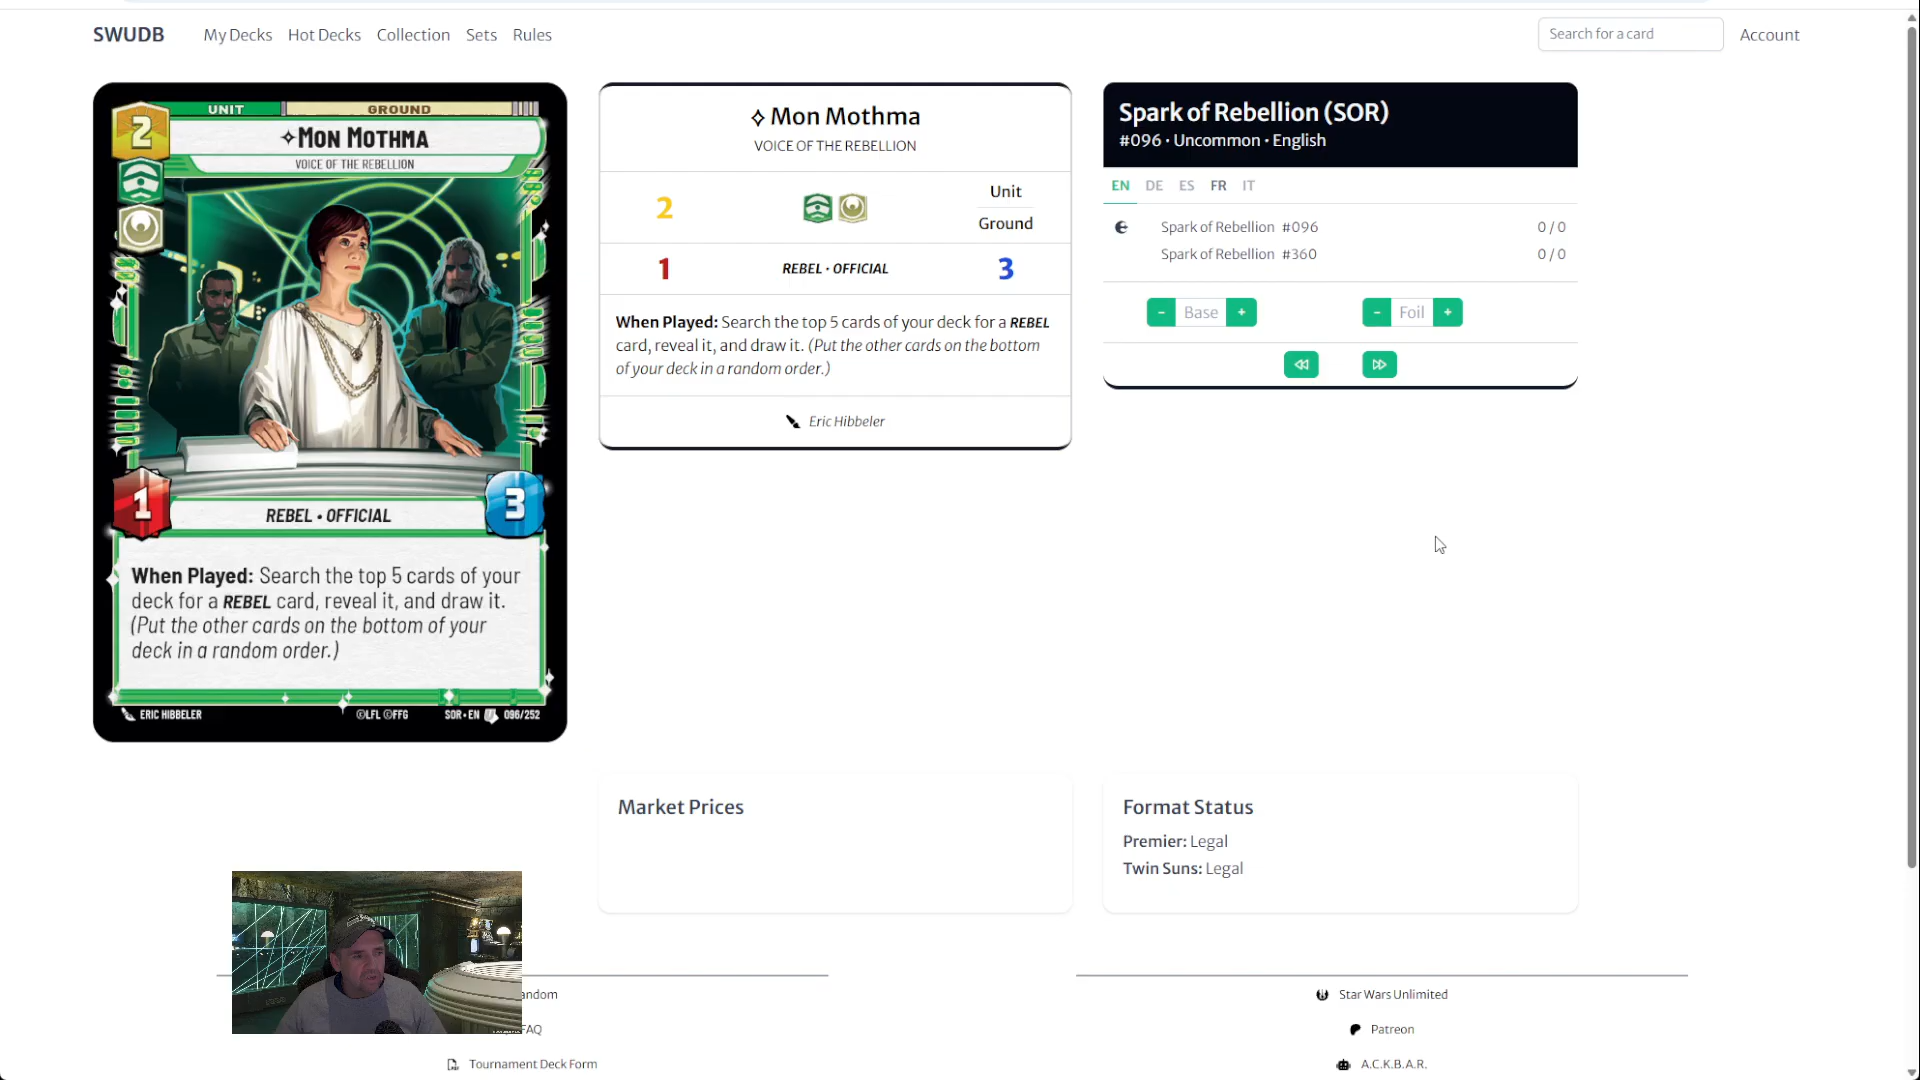 SWUDB My Decks Hot Decks Collection Sets Rules Search for a card Account
UNIT GROUND
2
MON MOTHMA
VOICE OF THE REBELLION
1
REBEL • OFFICIAL
3
When Played: Search the top 5 cards of your
deck for a REBEL card, reveal it, and draw it.
(Put the other cards on the bottom of your
deck in a random order.)
ERIC HIBBELER ©LFL ©FFG SOR • EN 096/252
Mon Mothma
VOICE OF THE REBELLION
2
Unit
Ground
1 REBEL • OFFICIAL 3
When Played: Search the top 5 cards of your deck for a REBEL
card, reveal it, and draw it. (Put the other cards on the bottom
of your deck in a random order.)
Eric Hibbeler
Spark of Rebellion (SOR)
#096 • Uncommon • English
EN DE ES FR IT
Spark of Rebellion #096 0 / 0
Spark of Rebellion #360 0 / 0
- Base + - Foil +
Market Prices
Format Status
Premier: Legal
Twin Suns: Legal
andom
FAQ
Tournament Deck Form
Star Wars Unlimited
Patreon
A.C.K.B.A.R.